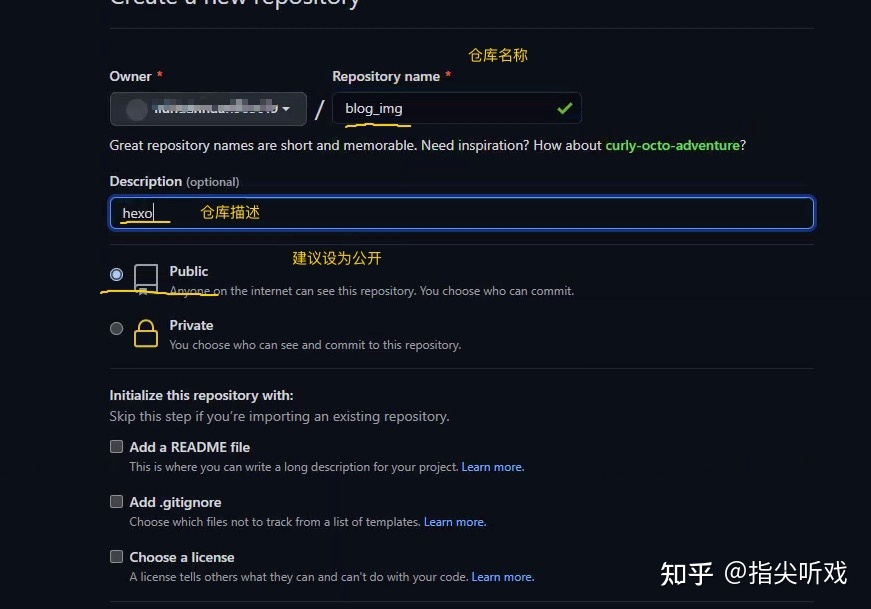 Create a new repository
仓库名称
Owner * Repository name *
/ blog_img
Great repository names are short and memorable. Need inspiration? How about curly-octo-adventure?
Description (optional)
hexo 仓库描述
建议设为公开
Public
Anyone on the internet can see this repository. You choose who can commit.
Private
You choose who can see and commit to this repository.
Initialize this repository with:
Skip this step if you're importing an existing repository.
Add a README file
This is where you can write a long description for your project. Learn more.
Add .gitignore
Choose which files not to track from a list of templates. Learn more.
Choose a license
A license tells others what they can and can't do with your code. Learn more.
知乎 @指尖听戏